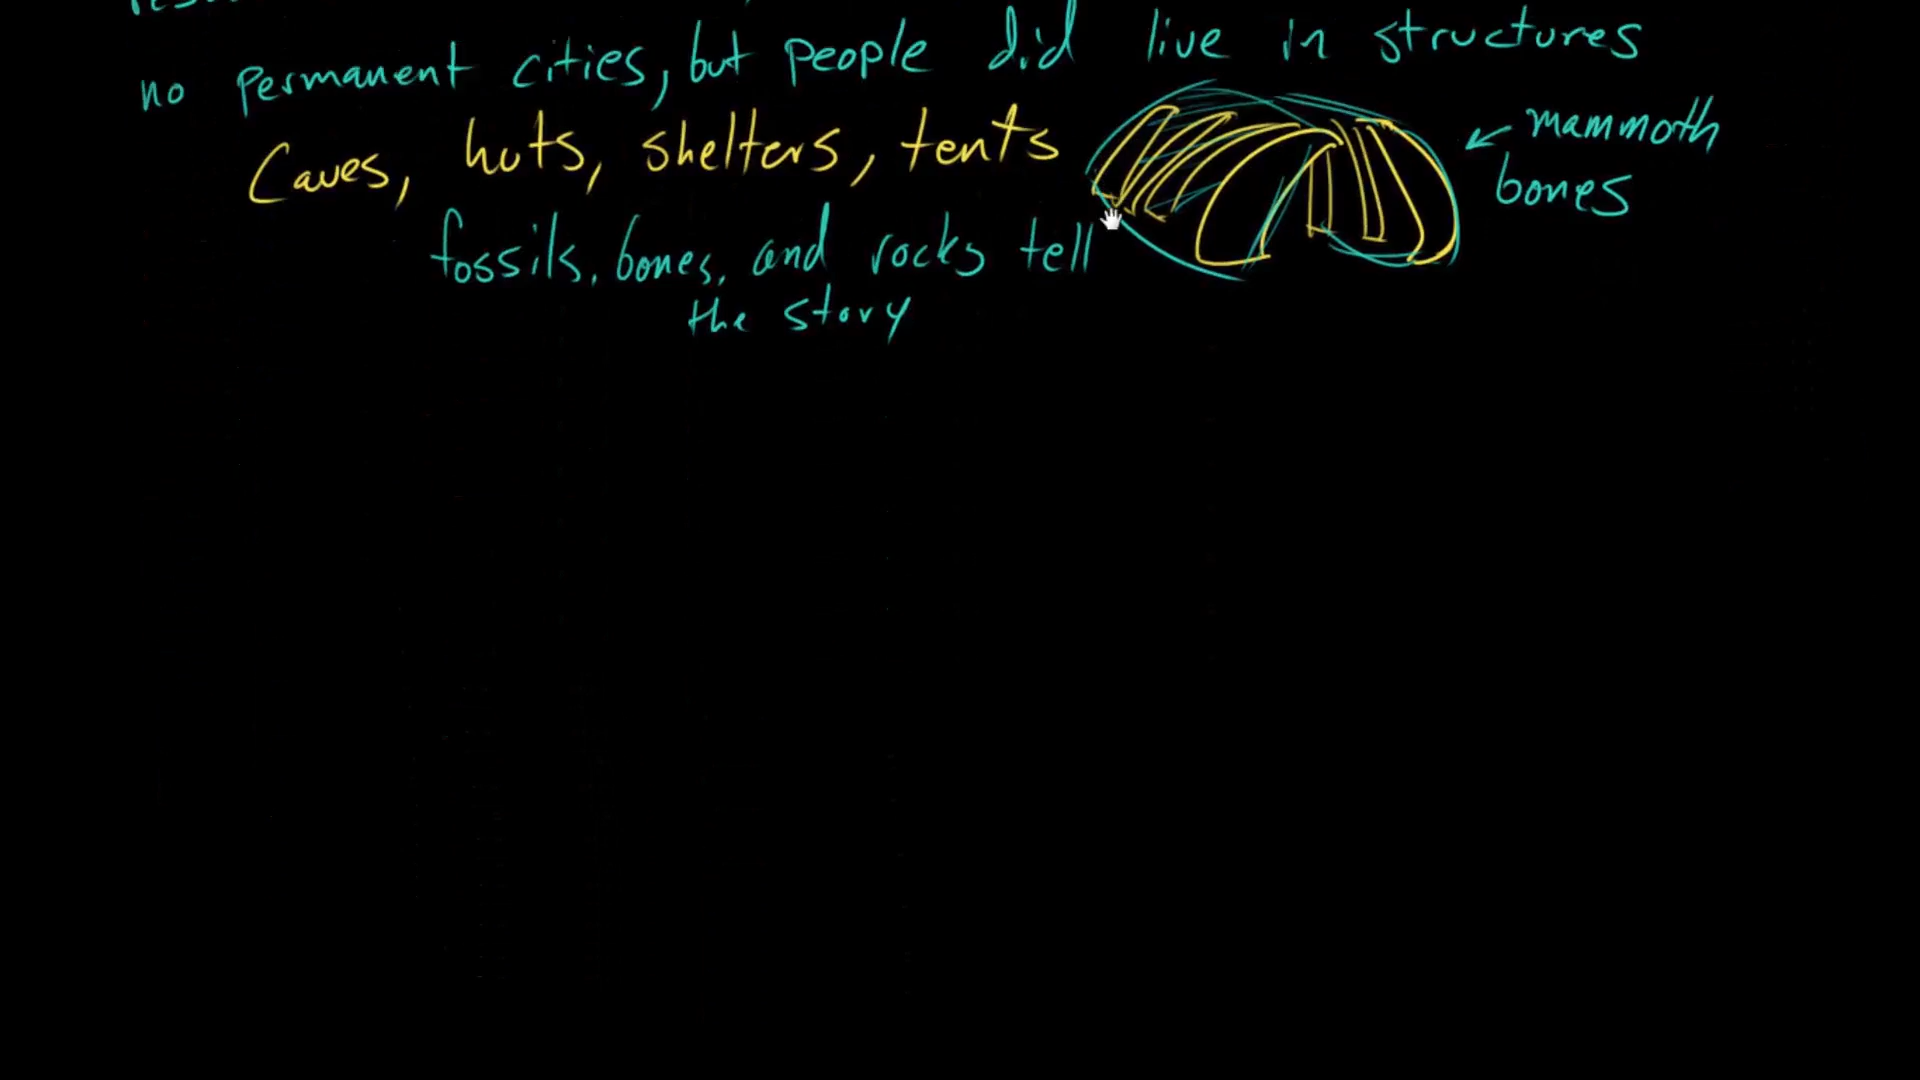 no permanent cities, but people did live in structures
Caves, huts, shelters, tents
mammoth
bones
fossils, bones, and rocks tell
the story